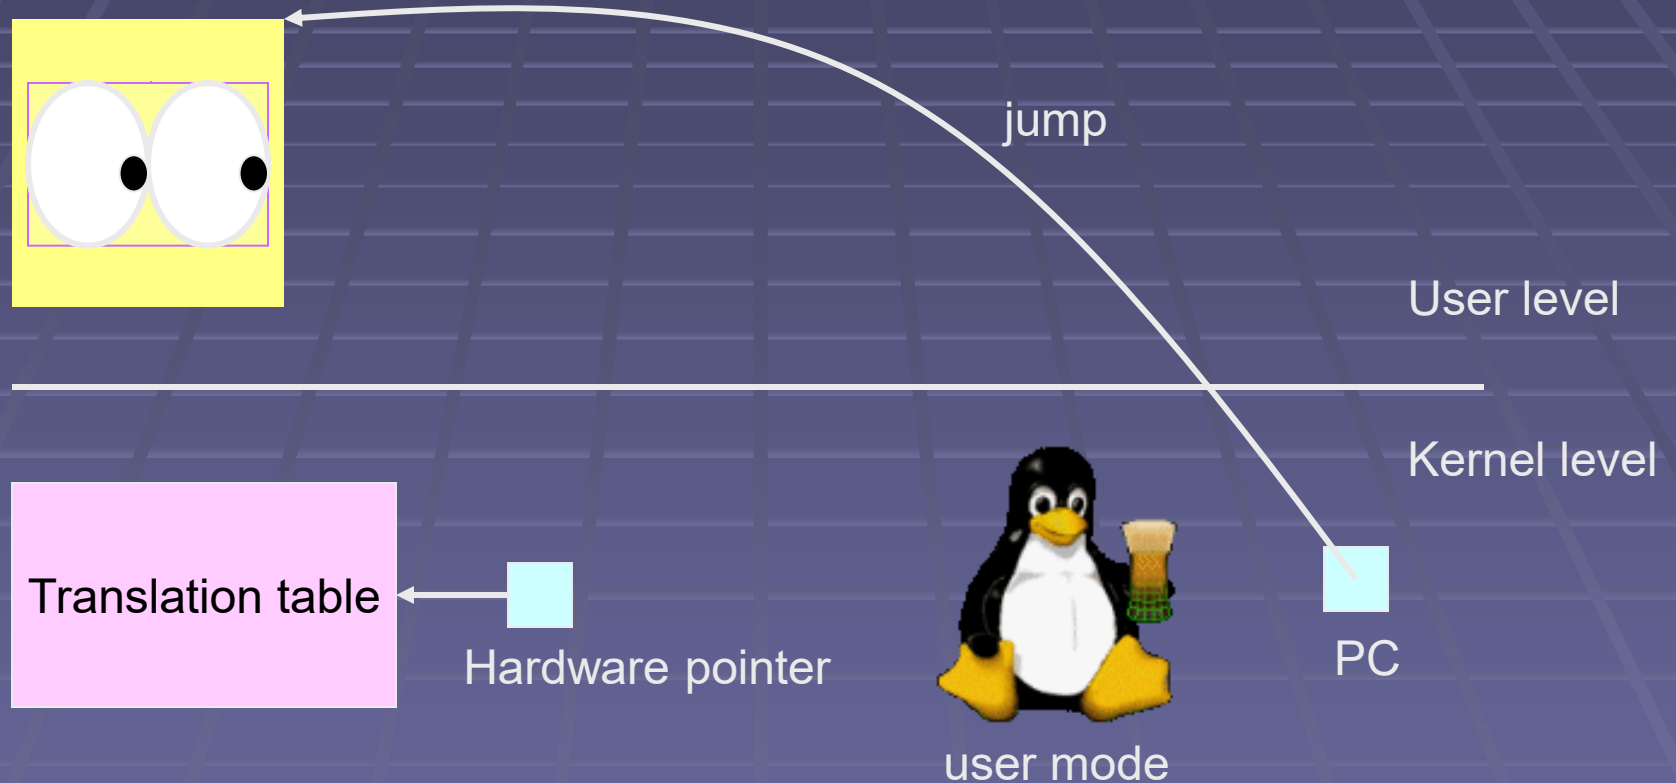 jump
User level
Kernel level
Translation table
Hardware pointer
PC
user mode